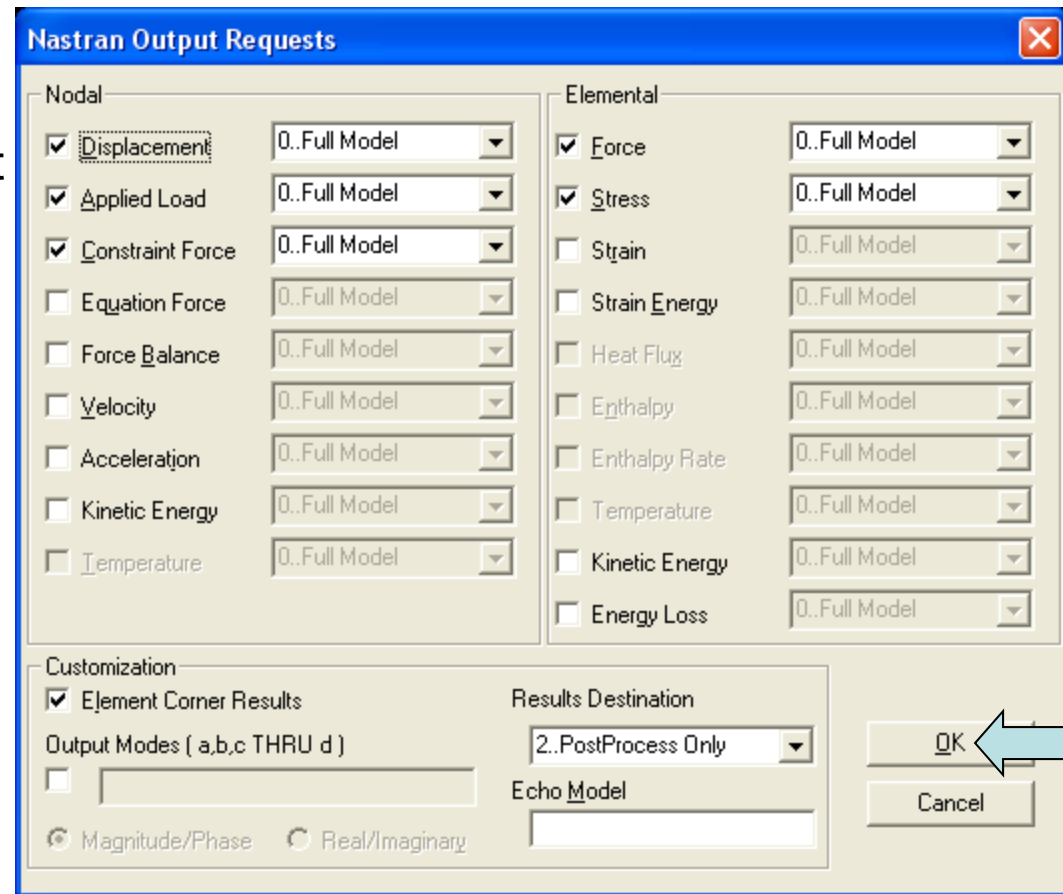 Nastran Output Requests
Nodal
Displacement 0..Full Model
Applied Load 0..Full Model
Constraint Force 0..Full Model
Equation Force 0..Full Model
Force Balance 0..Full Model
Velocity 0..Full Model
Acceleration 0..Full Model
Kinetic Energy 0..Full Model
Temperature 0..Full Model
Elemental
Force 0..Full Model
Stress 0..Full Model
Strain 0..Full Model
Strain Energy 0..Full Model
Heat Flux 0..Full Model
Enthalpy 0..Full Model
Enthalpy Rate 0..Full Model
Temperature 0..Full Model
Kinetic Energy 0..Full Model
Energy Loss 0..Full Model
Customization
Element Corner Results
Output Modes ( a,b,c THRU d )
Magnitude/Phase Real/Imaginary
Results Destination
2..PostProcess Only
Echo Model
OK
Cancel